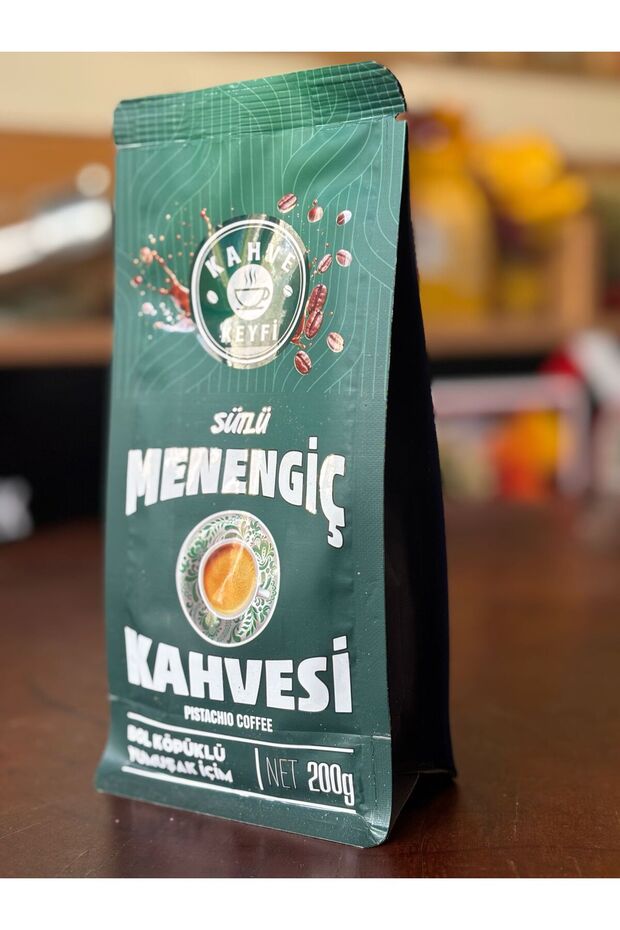 KAHVE
KEYFİ
SÜTLÜ
MENENGİÇ
KAHVESİ
PISTACHIO COFFEE
BOL KÖPÜKLÜ
YUMUŞAK İÇİM
NET 200g